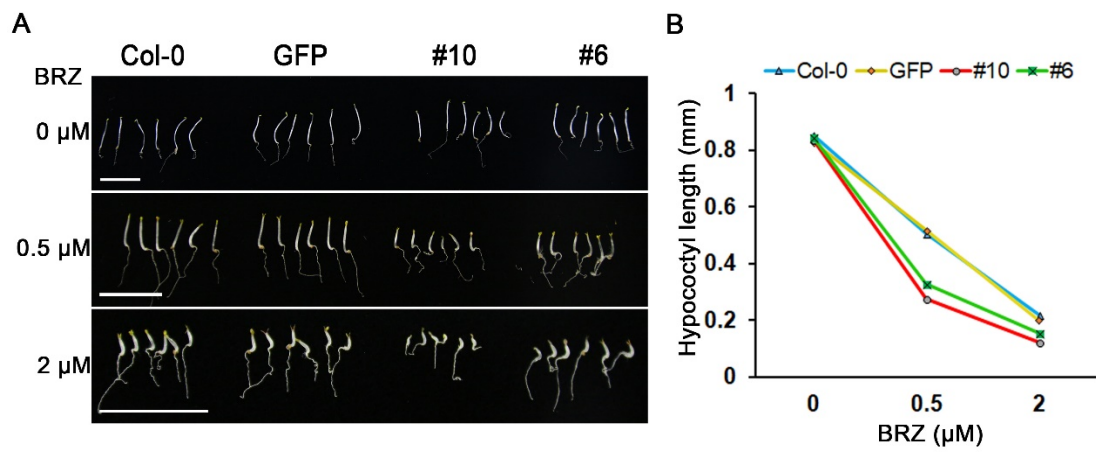 A
Col-0 GFP #10 #6
BRZ
0 µM
0.5 µM
2 µM
B
Col-0 GFP #10 #6
Hypococtyl length (mm)
1
0.8
0.6
0.4
0.2
0
0 0.5 2
BRZ (µM)